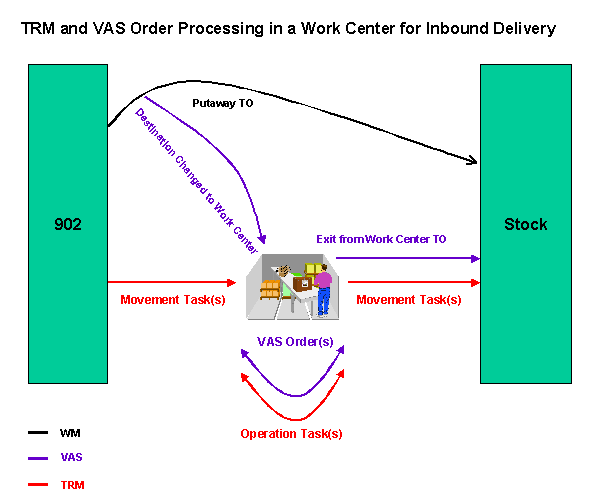 TRM and VAS Order Processing in a Work Center for Inbound Delivery
Putaway TO
Destination Changed to Work Center
902
Stock
Exit from Work Center TO
Movement Task(s)
Movement Task(s)
VAS Order(s)
Operation Task(s)
WM
VAS
TRM